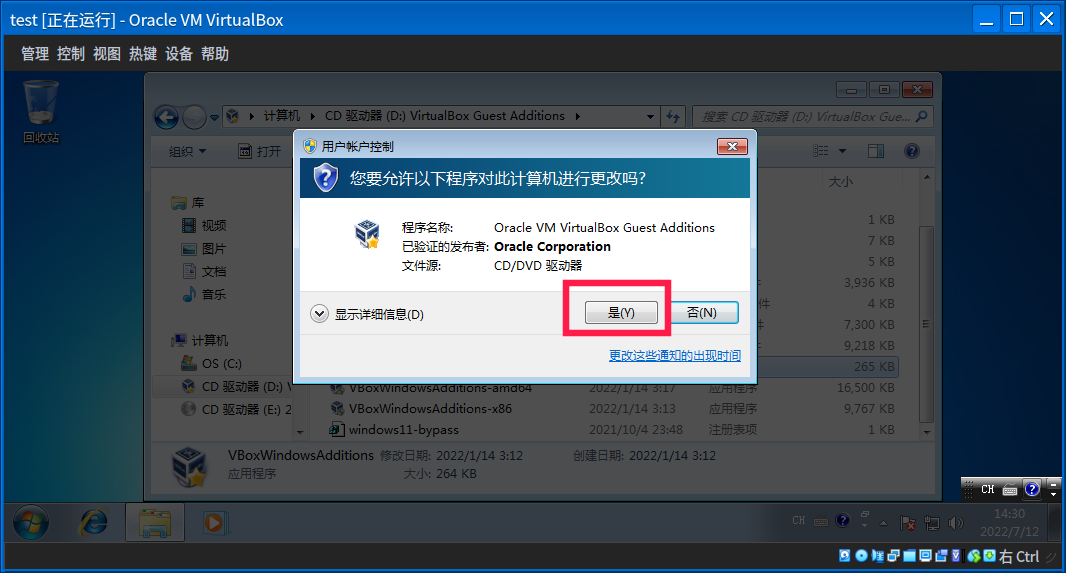 test [正在运行] - Oracle VM VirtualBox
管理 控制 视图 热键 设备 帮助
回收站
计算机 CD 驱动器 (D:) VirtualBox Guest Additions
搜索 CD 驱动器 (D:) VirtualBox Gue...
组织 打开
大小
库
视频
图片
文档
音乐
计算机
OS (C:)
CD 驱动器 (D:) V
CD 驱动器 (E:) 2
用户帐户控制
您要允许以下程序对此计算机进行更改吗?
程序名称: Oracle VM VirtualBox Guest Additions
已验证的发布者: Oracle Corporation
文件源: CD/DVD 驱动器
显示详细信息(D)
是(Y)
否(N)
更改这些通知的出现时间
1 KB
7 KB
5 KB
件 3,936 KB
件 4 KB
件 7,300 KB
9,218 KB
265 KB
VBoxWindowsAdditions-amd64 2022/1/14 3:17 应用程序 16,500 KB
VBoxWindowsAdditions-x86 2022/1/14 3:13 应用程序 9,767 KB
windows11-bypass 2021/10/4 23:48 注册表项 1 KB
VBoxWindowsAdditions 修改日期: 2022/1/14 3:12 创建日期: 2022/1/14 3:12
应用程序 大小: 264 KB
CH
CH
14:30
2022/7/12
右 Ctrl